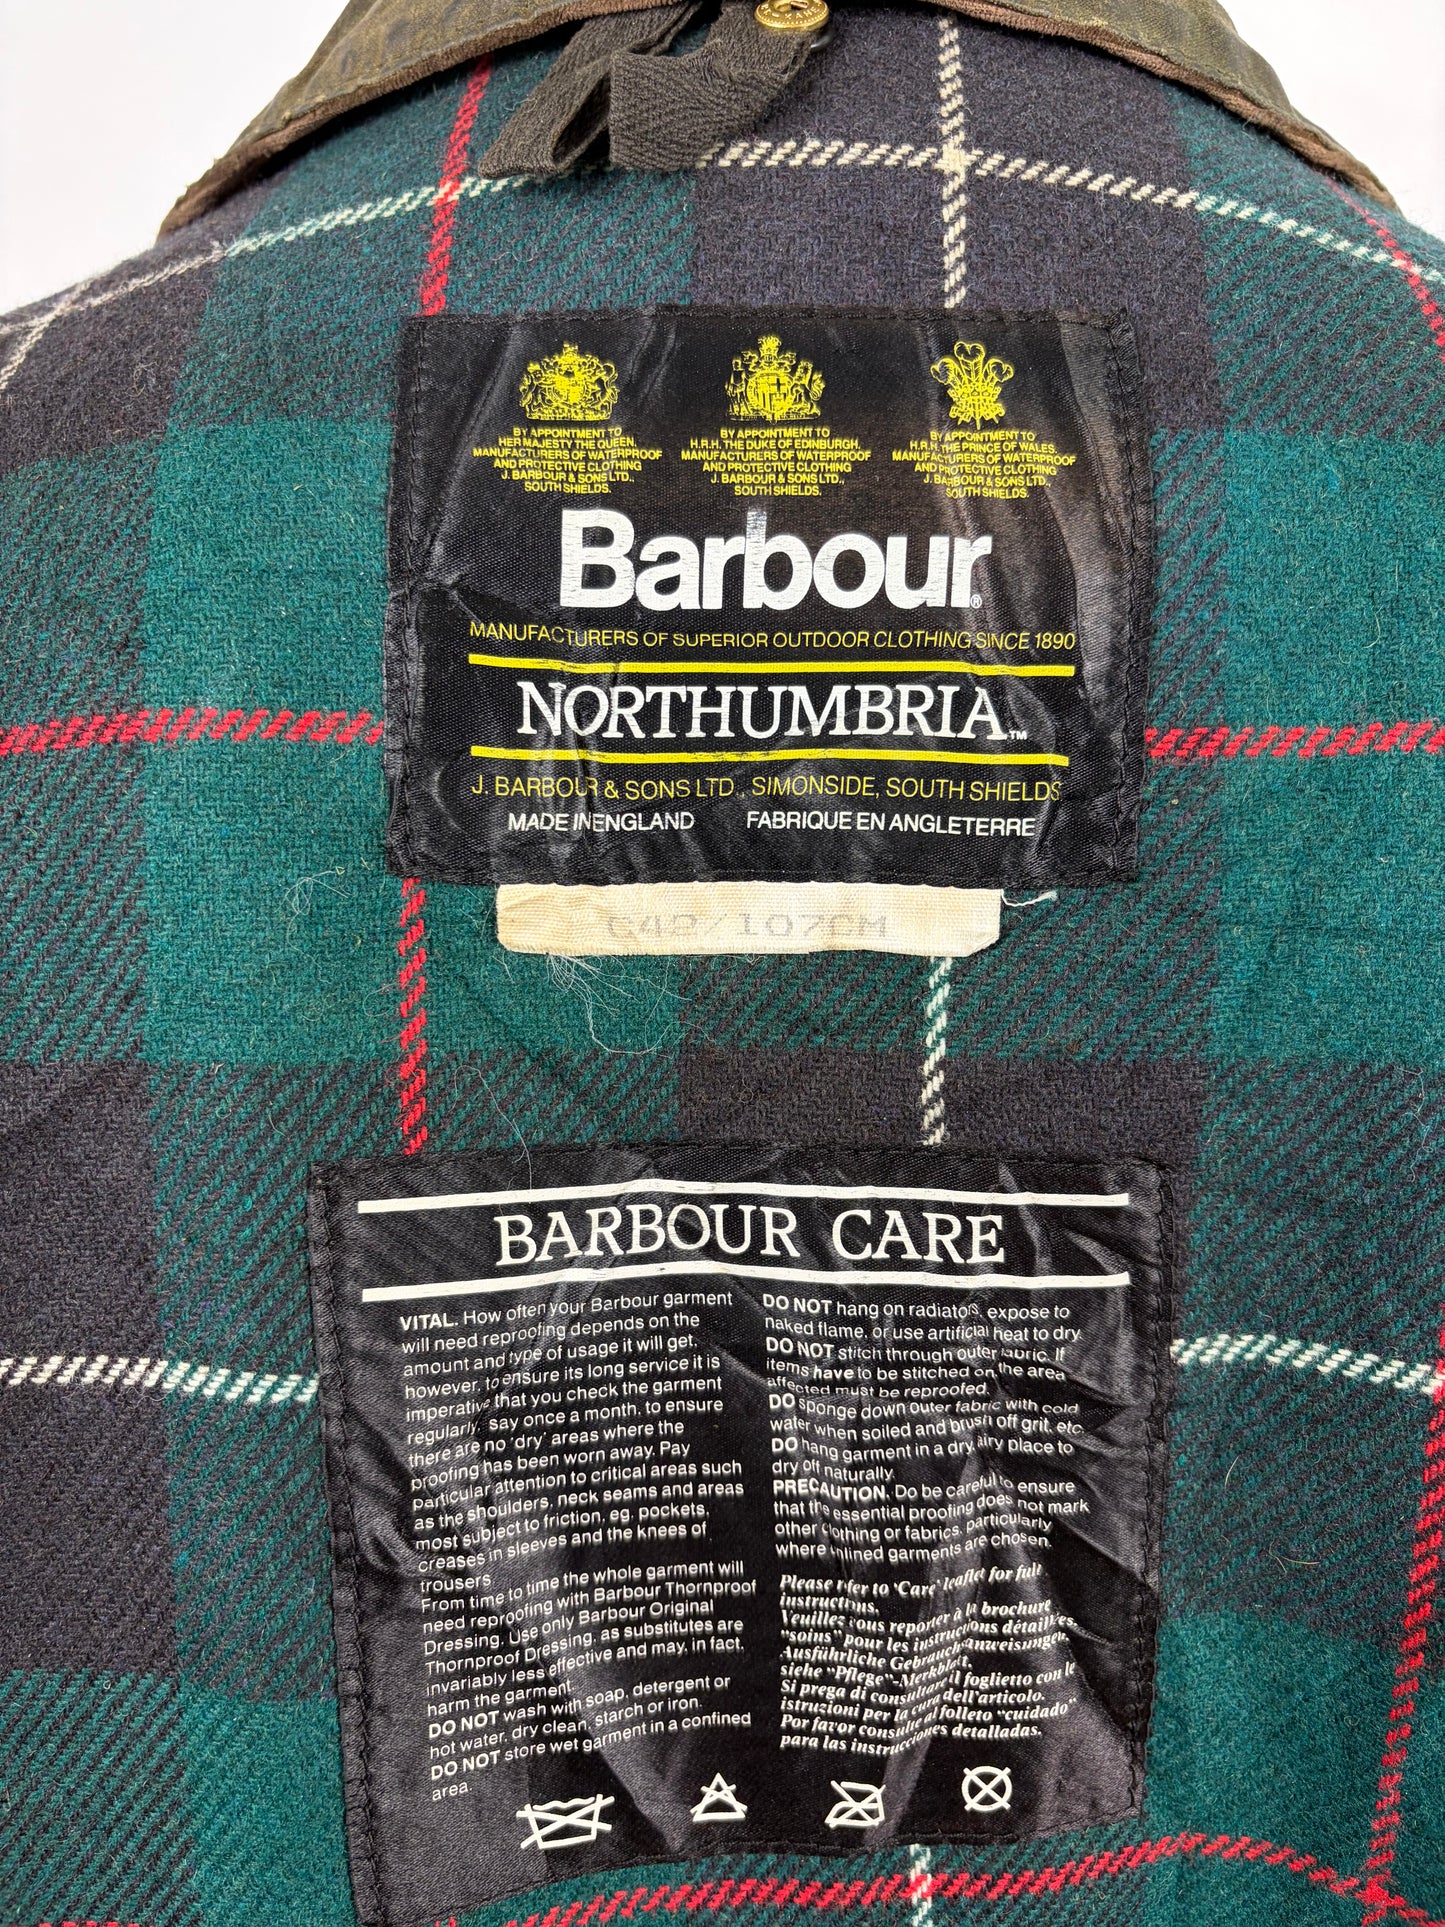 BY APPOINTMENT TO
HER MAJESTY THE QUEEN,
MANUFACTURERS OF WATERPROOF
AND PROTECTIVE CLOTHING
J. BARBOUR & SONS LTD.,
SOUTH SHIELDS.
BY APPOINTMENT TO
H.R.H. THE DUKE OF EDINBURGH,
MANUFACTURERS OF WATERPROOF
AND PROTECTIVE CLOTHING
J. BARBOUR & SONS LTD.,
SOUTH SHIELDS.
BY APPOINTMENT TO
H.R.H. THE PRINCE OF WALES,
MANUFACTURERS OF WATERPROOF
AND PROTECTIVE CLOTHING
J. BARBOUR & SONS LTD.,
SOUTH SHIELDS.
Barbour®
MANUFACTURERS OF SUPERIOR OUTDOOR CLOTHING SINCE 1890
NORTHUMBRIA™
J. BARBOUR & SONS LTD., SIMONSIDE, SOUTH SHIELDS
MADE IN ENGLAND FABRIQUE EN ANGLETERRE
C42/107CM
BARBOUR CARE
VITAL. How often your Barbour garment
will need reproofing depends on the
amount and type of usage it will get,
however, to ensure its long service it is
imperative that you check the garment
regularly, say once a month, to ensure
there are no 'dry' areas where the
proofing has been worn away. Pay
particular attention to critical areas such
as the shoulders, neck seams and areas
most subject to friction, eg. pockets,
creases in sleeves and the knees of
trousers
From time to time the whole garment will
need reproofing with Barbour Thornproof
Dressing. Use only Barbour Original
Thornproof Dressing, as substitutes are
invariably less effective and may, in fact,
harm the garment.
DO NOT wash with soap, detergent or
hot water, dry clean, starch or iron.
DO NOT store wet garment in a confined
area.
DO NOT hang on radiators, expose to
naked flame, or use artificial heat to dry.
DO NOT stitch through outer fabric. If
items have to be stitched on, the area
affected must be reproofed.
DO sponge down outer fabric with cold
water when soiled and brush off grit, etc.
DO hang garment in a dry, airy place to
dry off naturally.
PRECAUTION. Do be careful to ensure
that the essential proofing does not mark
other clothing or fabrics, particularly
where unlined garments are chosen.
Please refer to 'Care' leaflet for full
instructions.
Veuillez vous reporter à la brochure
"soins" pour les instructions détaillées.
Ausführliche Gebrauchsanweisungen
siehe "Pflege"-Merkblatt.
Si prega di consultare il foglietto con le
istruzioni per la cura dell'articolo.
Por favor consulte al folleto "cuidado"
para las instrucciones detalladas.